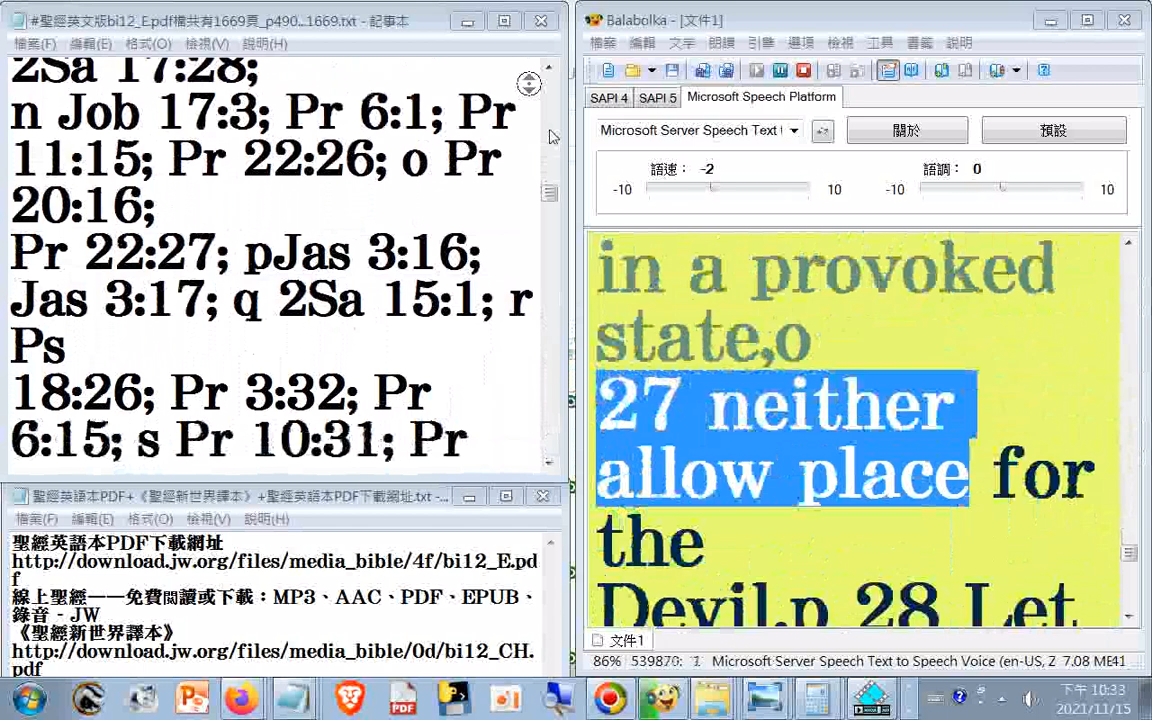 #聖經英文版bi12_E.pdf檔共有1669頁_p490...1669.txt - 記事本
檔案(F) 編輯(E) 格式(O) 檢視(V) 說明(H)
2Sa 17:28;
n Job 17:3; Pr 6:1; Pr
11:15; Pr 22:26; o Pr
20:16;
Pr 22:27; pJas 3:16;
Jas 3:17; q 2Sa 15:1; r
Ps
18:26; Pr 3:32; Pr
6:15; s Pr 10:31; Pr
聖經英語本PDF+《聖經新世界譯本》+聖經英語本PDF下載網址.txt -...
檔案(F) 編輯(E) 格式(O) 檢視(V) 說明(H)
聖經英語本PDF下載網址
http://download.jw.org/files/media_bible/4f/bi12_E.pd
f
線上聖經——免費閱讀或下載：MP3、AAC、PDF、EPUB、
錄音 - JW
《聖經新世界譯本》
http://download.jw.org/files/media_bible/0d/bi12_CH.
pdf
Balabolka - [文件1]
檔案 編輯 文字 朗讀 引擎 選項 檢視 工具 書籤 說明
SAPI 4 SAPI 5 Microsoft Speech Platform
Microsoft Server Speech Text 關於 預設
語速： -2 語調： 0
-10 10 -10 10
in a provoked
state,o
27 neither
allow place for
the
Devil.p 28 Let
文件1
86% 539870: 1 Microsoft Server Speech Text to Speech Voice (en-US, Z 7.08 ME41
下午 10:33
2021/11/15